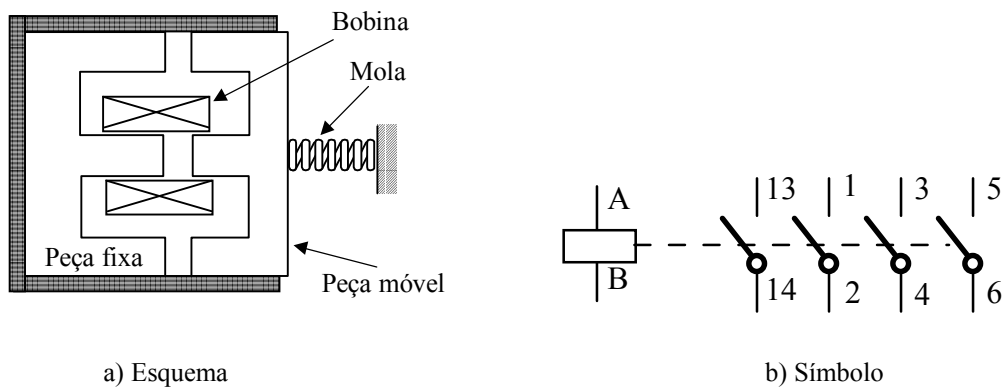 Bobina
Mola
Peça fixa
Peça móvel
A
B
13 1 3 5
14 2 4 6
a) Esquema
b) Símbolo